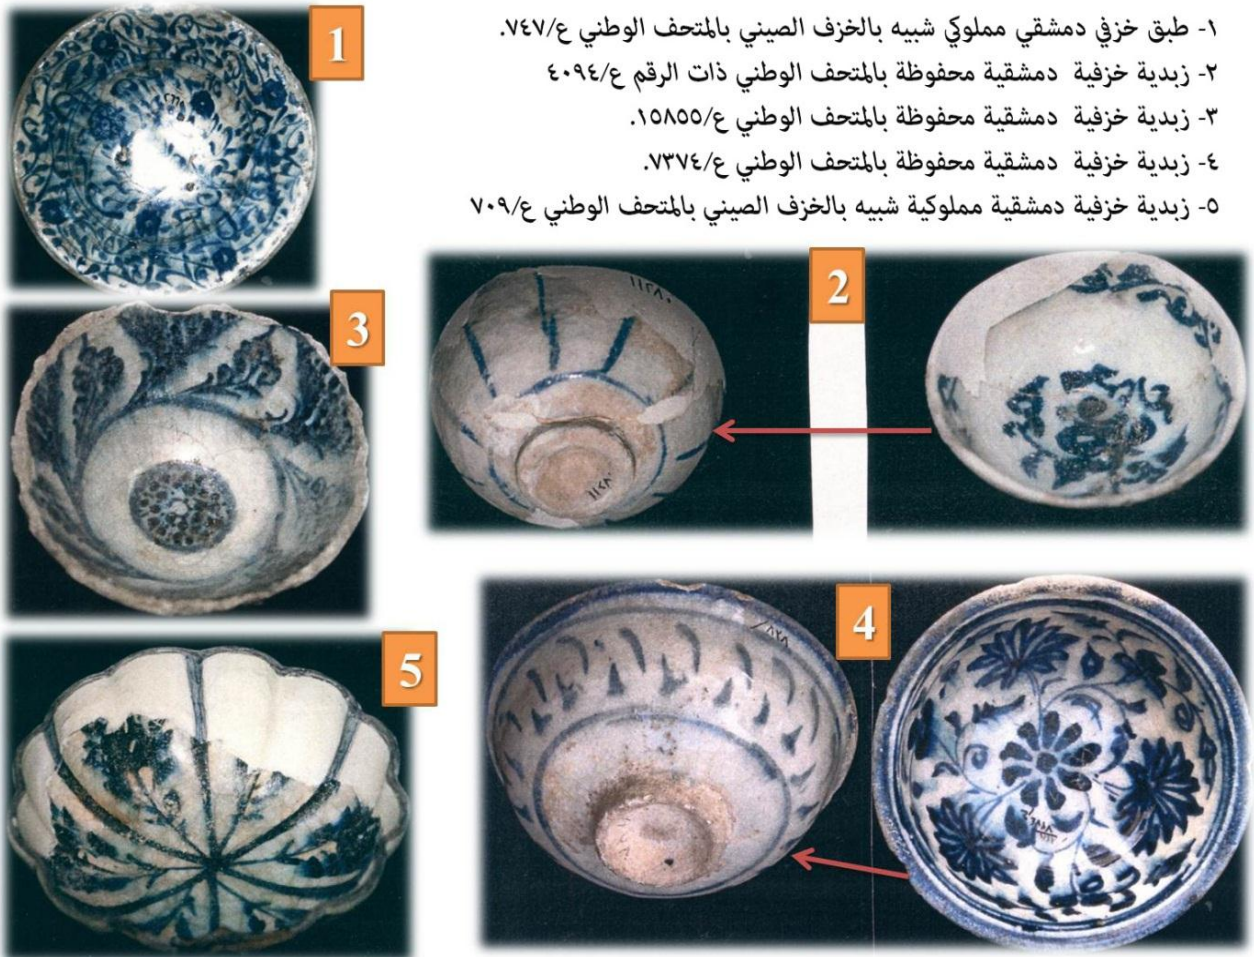 ١- طبق خزفي دمشقي مملوكي شبيه بالخزف الصيني بالمتحف الوطني ع/٧٤٧.
٢- زبدية خزفية دمشقية محفوظة بالمتحف الوطني ذات الرقم ع/٤٠٩٤
٣- زبدية خزفية دمشقية محفوظة بالمتحف الوطني ع/١٥٨٥٥.
٤- زبدية خزفية دمشقية محفوظة بالمتحف الوطني ع/٧٣٧٤.
٥- زبدية خزفية دمشقية مملوكية شبيه بالخزف الصيني بالمتحف الوطني ع/٧٠٩
1
2
١١٢٨٠
١١٢٨٠
3
4
5